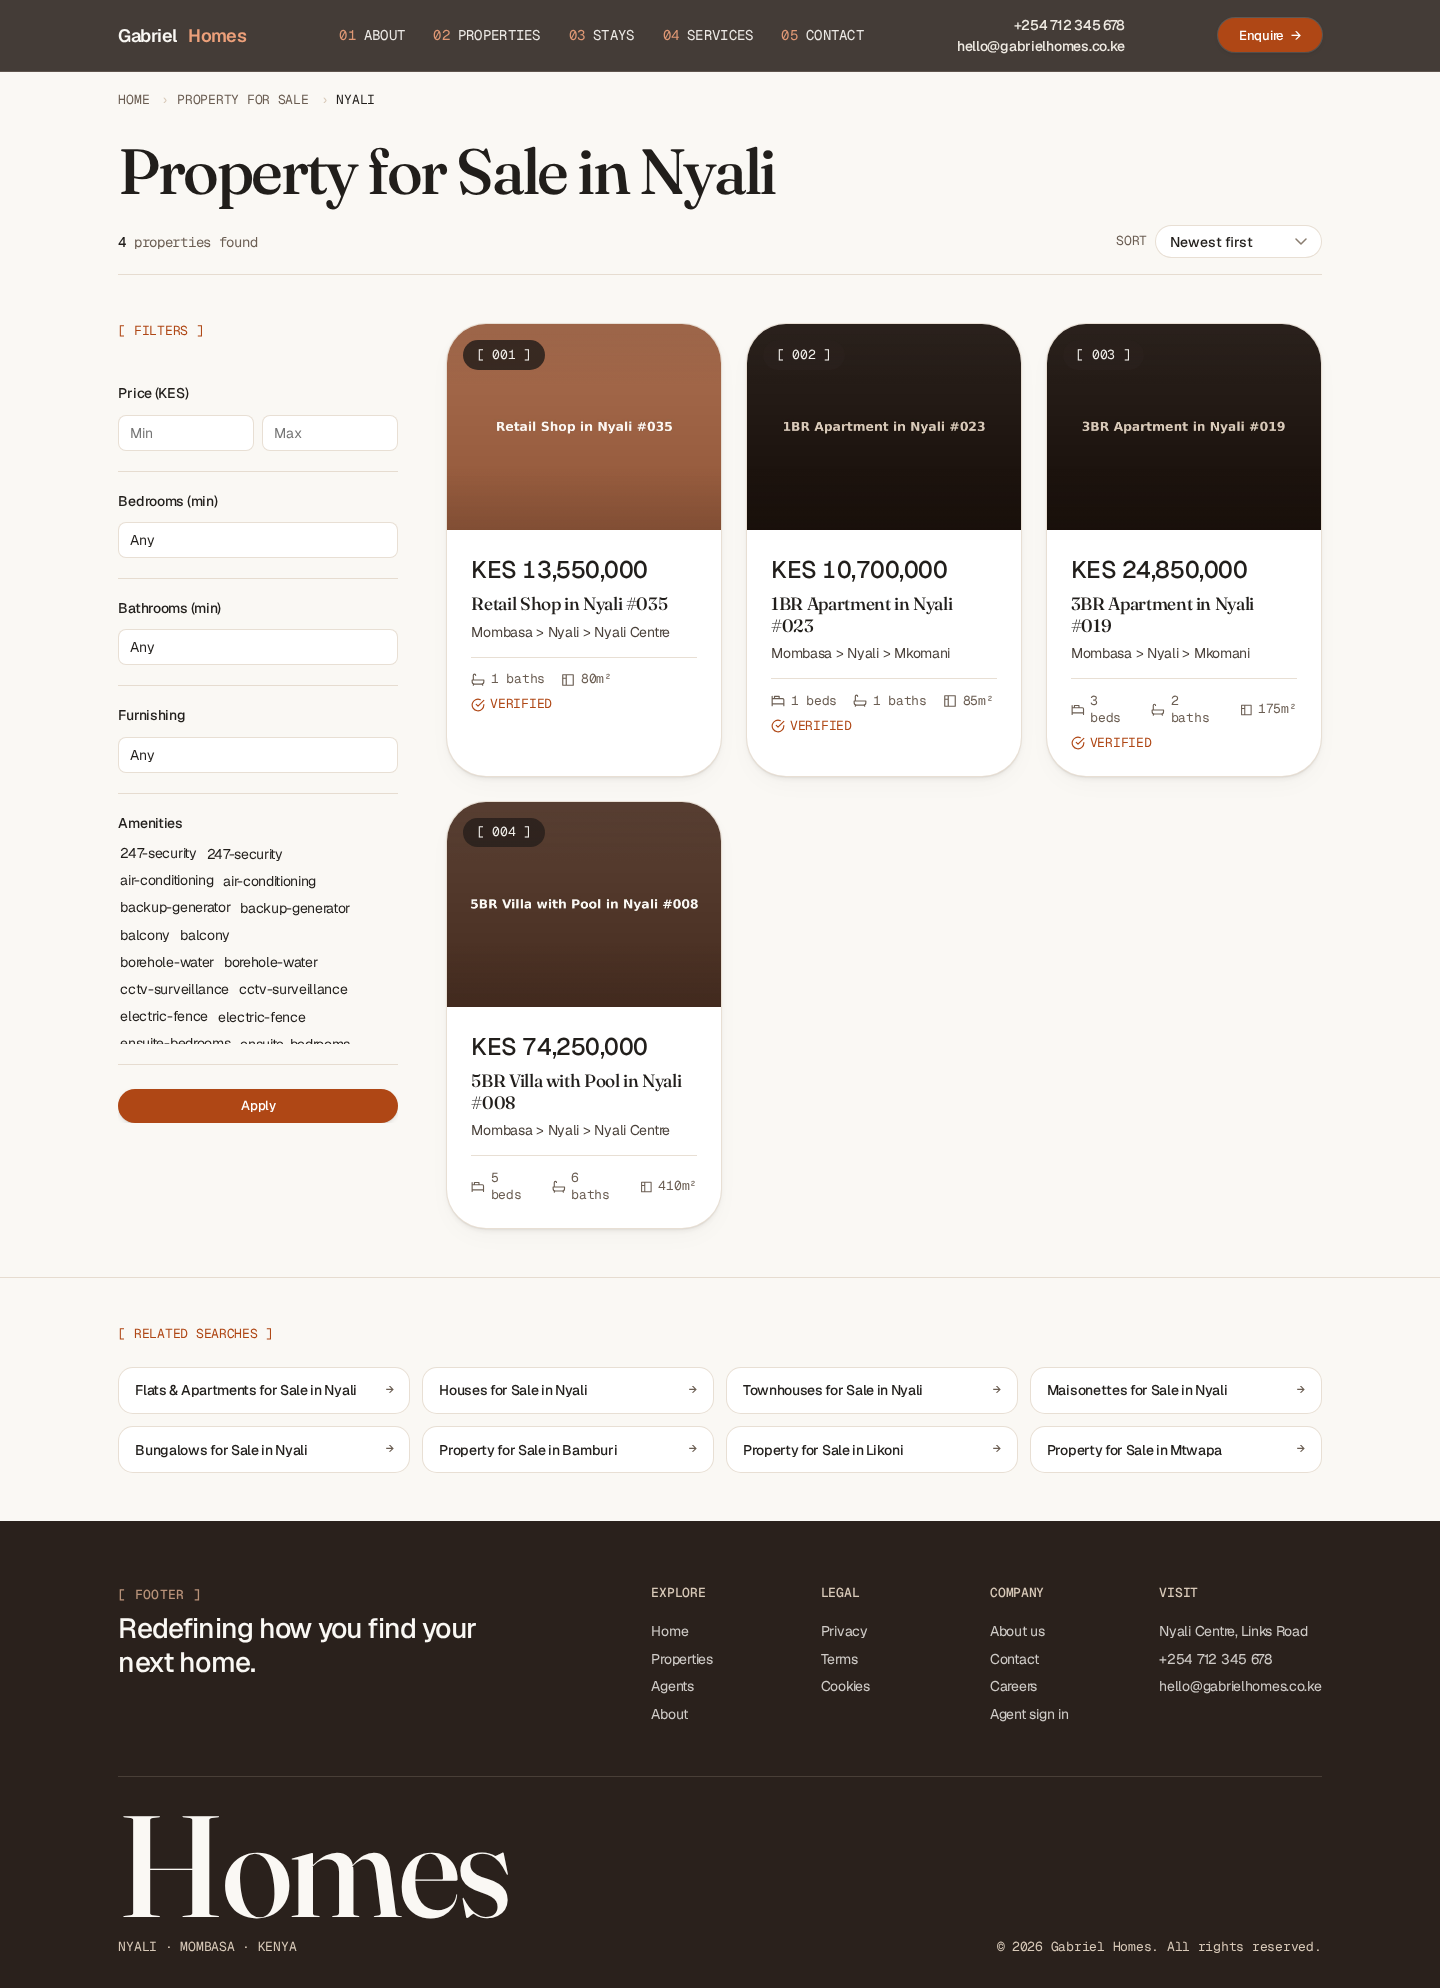 Gabriel Homes
01 ABOUT 02 PROPERTIES 03 STAYS 04 SERVICES 05 CONTACT
+254 712 345 678
hello@gabrielhomes.co.ke
Enquire →
HOME › PROPERTY FOR SALE › NYALI
Property for Sale in Nyali
4 properties found
SORT Newest first
[ FILTERS ]
Price (KES)
Min Max
Bedrooms (min)
Any
Bathrooms (min)
Any
Furnishing
Any
Amenities
247-security 247-security
air-conditioning air-conditioning
backup-generator backup-generator
balcony balcony
borehole-water borehole-water
cctv-surveillance cctv-surveillance
electric-fence electric-fence
ensuite-bedrooms ensuite-bedrooms
Apply
[ 001 ]
Retail Shop in Nyali #035
KES 13,550,000
Retail Shop in Nyali #035
Mombasa > Nyali > Nyali Centre
1 baths 80m²
VERIFIED
[ 002 ]
1BR Apartment in Nyali #023
KES 10,700,000
1BR Apartment in Nyali
#023
Mombasa > Nyali > Mkomani
1 beds 1 baths 85m²
VERIFIED
[ 003 ]
3BR Apartment in Nyali #019
KES 24,850,000
3BR Apartment in Nyali
#019
Mombasa > Nyali > Mkomani
3 beds 2 baths 175m²
VERIFIED
[ 004 ]
5BR Villa with Pool in Nyali #008
KES 74,250,000
5BR Villa with Pool in Nyali
#008
Mombasa > Nyali > Nyali Centre
5 beds 6 baths 410m²
[ RELATED SEARCHES ]
Flats & Apartments for Sale in Nyali →
Houses for Sale in Nyali →
Townhouses for Sale in Nyali →
Maisonettes for Sale in Nyali →
Bungalows for Sale in Nyali →
Property for Sale in Bamburi →
Property for Sale in Likoni →
Property for Sale in Mtwapa →
[ FOOTER ]
Redefining how you find your
next home.
EXPLORE
Home
Properties
Agents
About
LEGAL
Privacy
Terms
Cookies
COMPANY
About us
Contact
Careers
Agent sign in
VISIT
Nyali Centre, Links Road
+254 712 345 678
hello@gabrielhomes.co.ke
Homes
NYALI · MOMBASA · KENYA
© 2026 Gabriel Homes. All rights reserved.